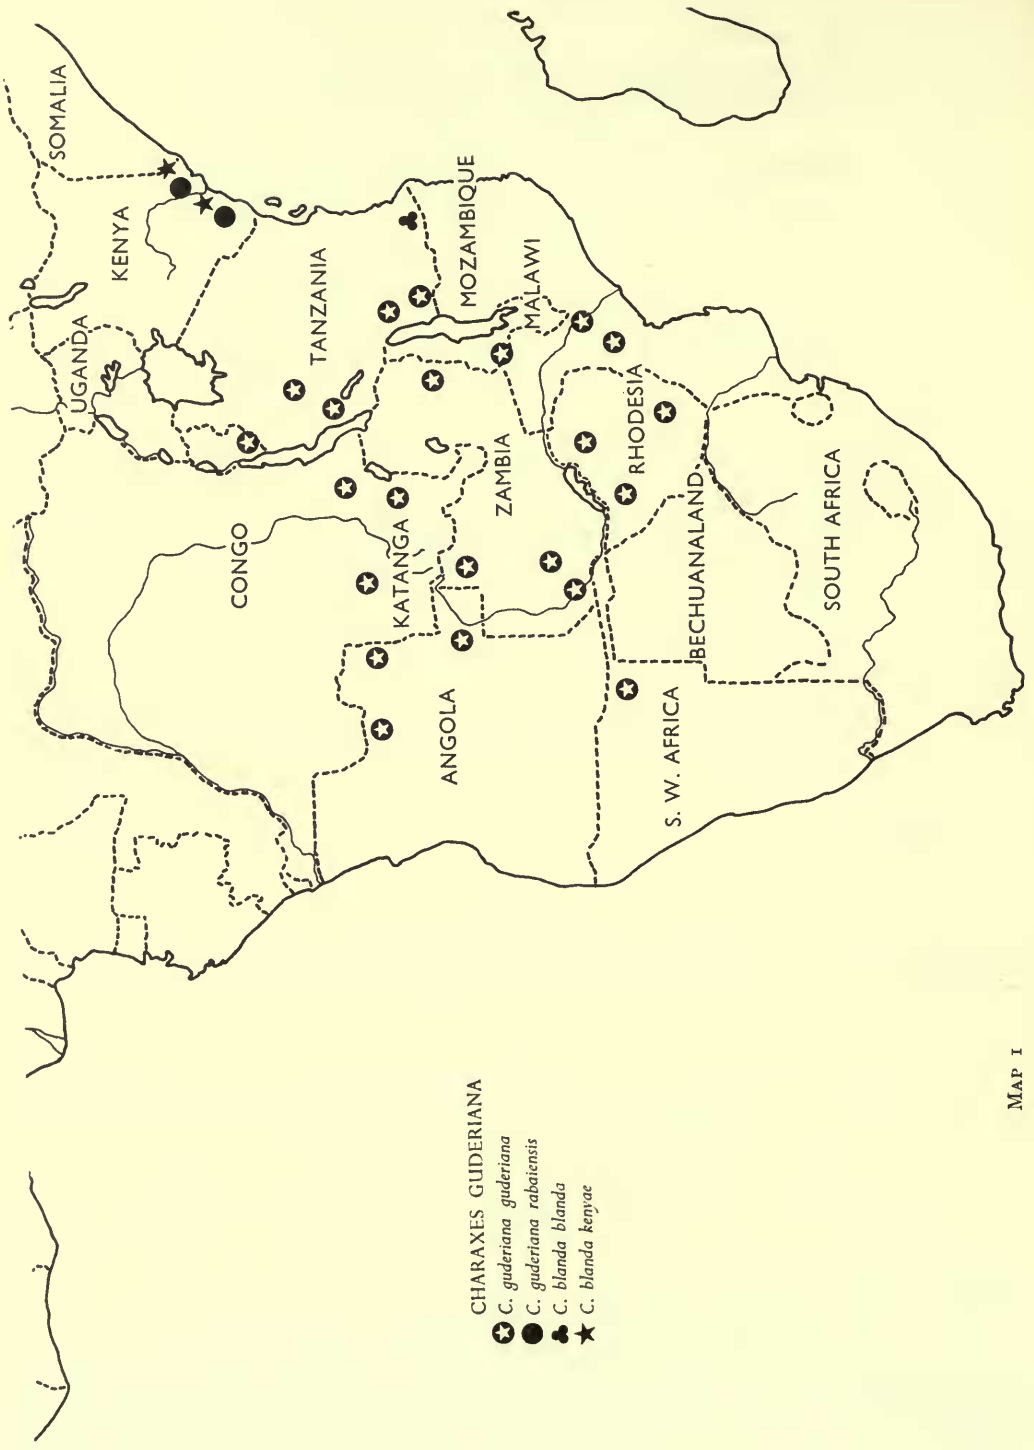 SOMALIA
KENYA
UGANDA
TANZANIA
CONGO
KATANGA
MOZAMBIQUE
MALAWI
ZAMBIA
ANGOLA
RHODESIA
BECHUANALAND
S. W. AFRICA
SOUTH AFRICA
CHARAXES GUDERIANA
C. guderiana guderiana
C. guderiana rabaiensis
C. blanda blanda
C. blanda kenyae
MAP 1